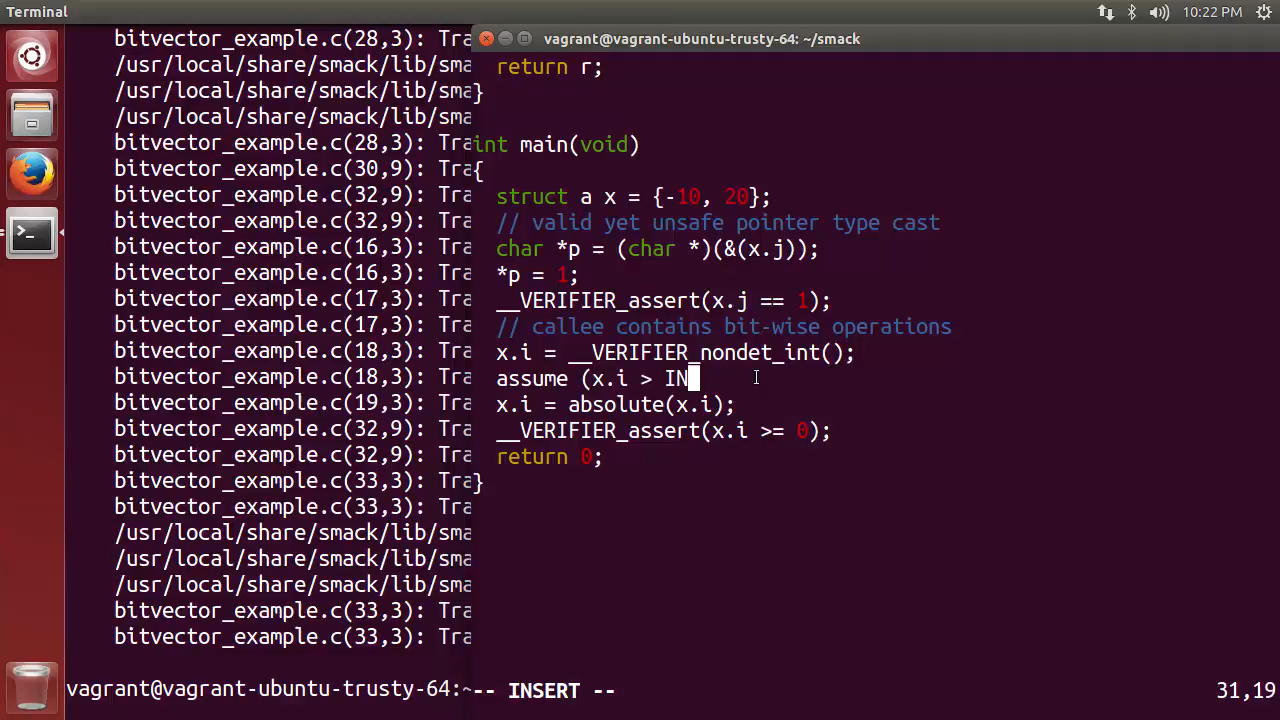 Terminal
10:22 PM
bitvector_example.c(28,3): Tra
/usr/local/share/smack/lib/sma
/usr/local/share/smack/lib/sma
/usr/local/share/smack/lib/sma
bitvector_example.c(28,3): Tra
bitvector_example.c(30,9): Tra
bitvector_example.c(32,9): Tra
bitvector_example.c(32,9): Tra
bitvector_example.c(16,3): Tra
bitvector_example.c(16,3): Tra
bitvector_example.c(17,3): Tra
bitvector_example.c(17,3): Tra
bitvector_example.c(18,3): Tra
bitvector_example.c(18,3): Tra
bitvector_example.c(19,3): Tra
bitvector_example.c(32,9): Tra
bitvector_example.c(32,9): Tra
bitvector_example.c(33,3): Tra
bitvector_example.c(33,3): Tra
/usr/local/share/smack/lib/sma
/usr/local/share/smack/lib/sma
/usr/local/share/smack/lib/sma
bitvector_example.c(33,3): Tra
bitvector_example.c(33,3): Tra
vagrant@vagrant-ubuntu-trusty-64:~
vagrant@vagrant-ubuntu-trusty-64: ~/smack
return r;
}
int main(void)
{
struct a x = {-10, 20};
// valid yet unsafe pointer type cast
char *p = (char *)(&(x.j));
*p = 1;
__VERIFIER_assert(x.j == 1);
// callee contains bit-wise operations
x.i = __VERIFIER_nondet_int();
assume (x.i > IN
x.i = absolute(x.i);
__VERIFIER_assert(x.i >= 0);
return 0;
}
-- INSERT --
31,19